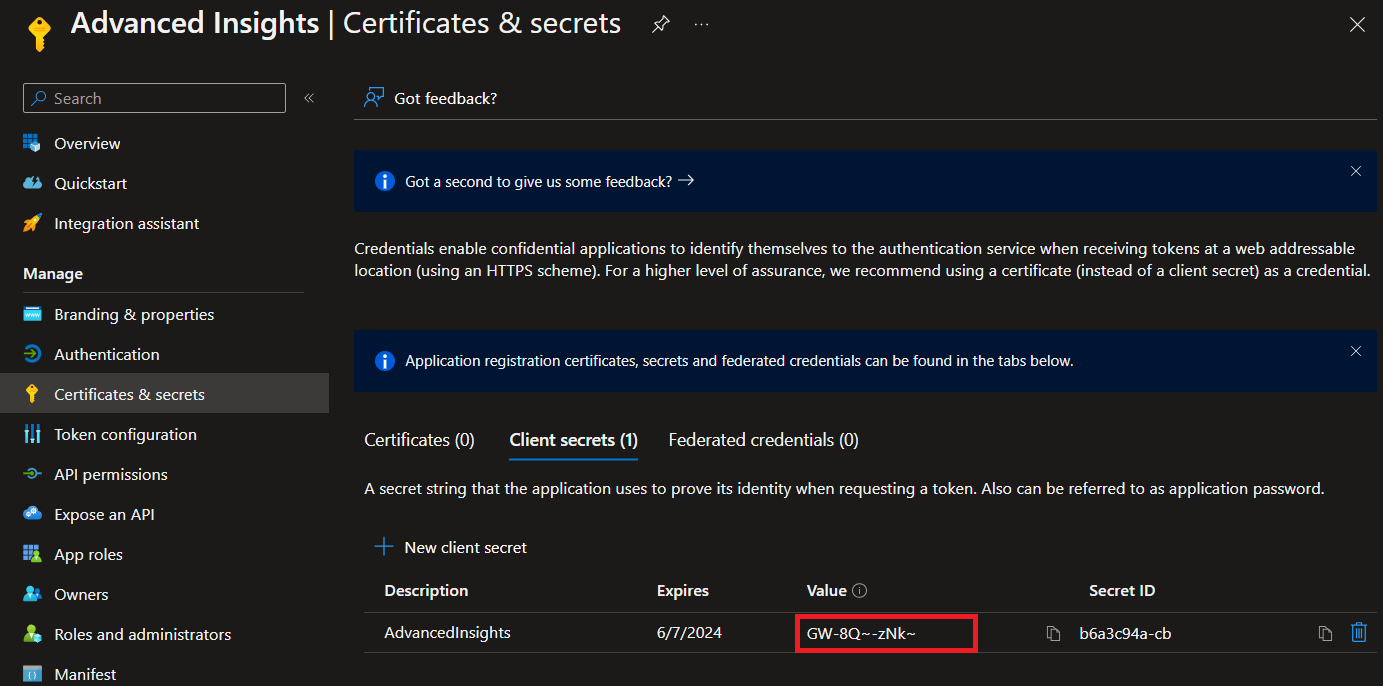 Advanced Insights | Certificates & secrets
Search
Got feedback?
Overview
Quickstart
Integration assistant
Manage
Branding & properties
Authentication
Certificates & secrets
Token configuration
API permissions
Expose an API
App roles
Owners
Roles and administrators
Manifest
Got a second to give us some feedback?
Credentials enable confidential applications to identify themselves to the authentication service when receiving tokens at a web addressable
location (using an HTTPS scheme). For a higher level of assurance, we recommend using a certificate (instead of a client secret) as a credential.
Application registration certificates, secrets and federated credentials can be found in the tabs below.
Certificates (0) Client secrets (1) Federated credentials (0)
A secret string that the application uses to prove its identity when requesting a token. Also can be referred to as application password.
New client secret
Description Expires Value Secret ID
AdvancedInsights 6/7/2024 GW-8Q~-zNk~ b6a3c94a-cb